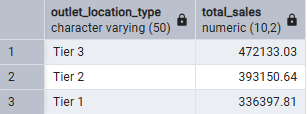 outlet_location_type total_sales
character varying (50) numeric (10,2)
1 Tier 3 472133.03
2 Tier 2 393150.64
3 Tier 1 336397.81